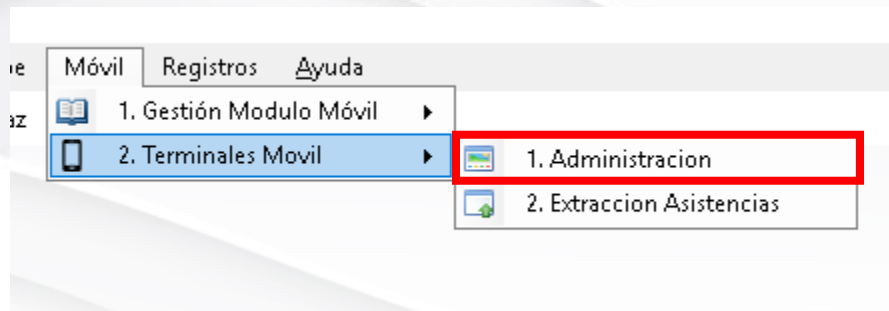 Móvil Registros Ayuda
1. Gestión Modulo Móvil
2. Terminales Movil
1. Administracion
2. Extraccion Asistencias